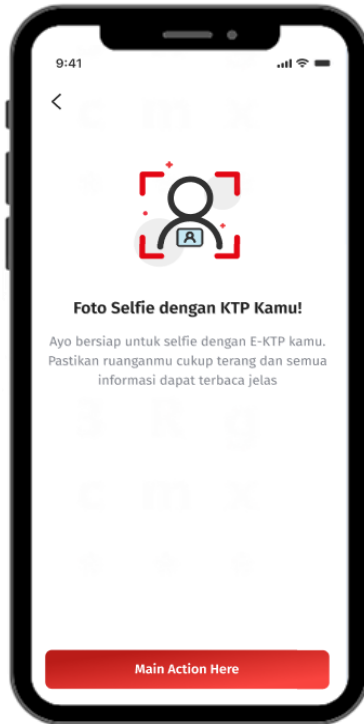 9:41
Foto Selfie dengan KTP Kamu!
Ayo bersiap untuk selfie dengan E-KTP kamu.
Pastikan ruanganmu cukup terang dan semua
informasi dapat terbaca jelas
Main Action Here